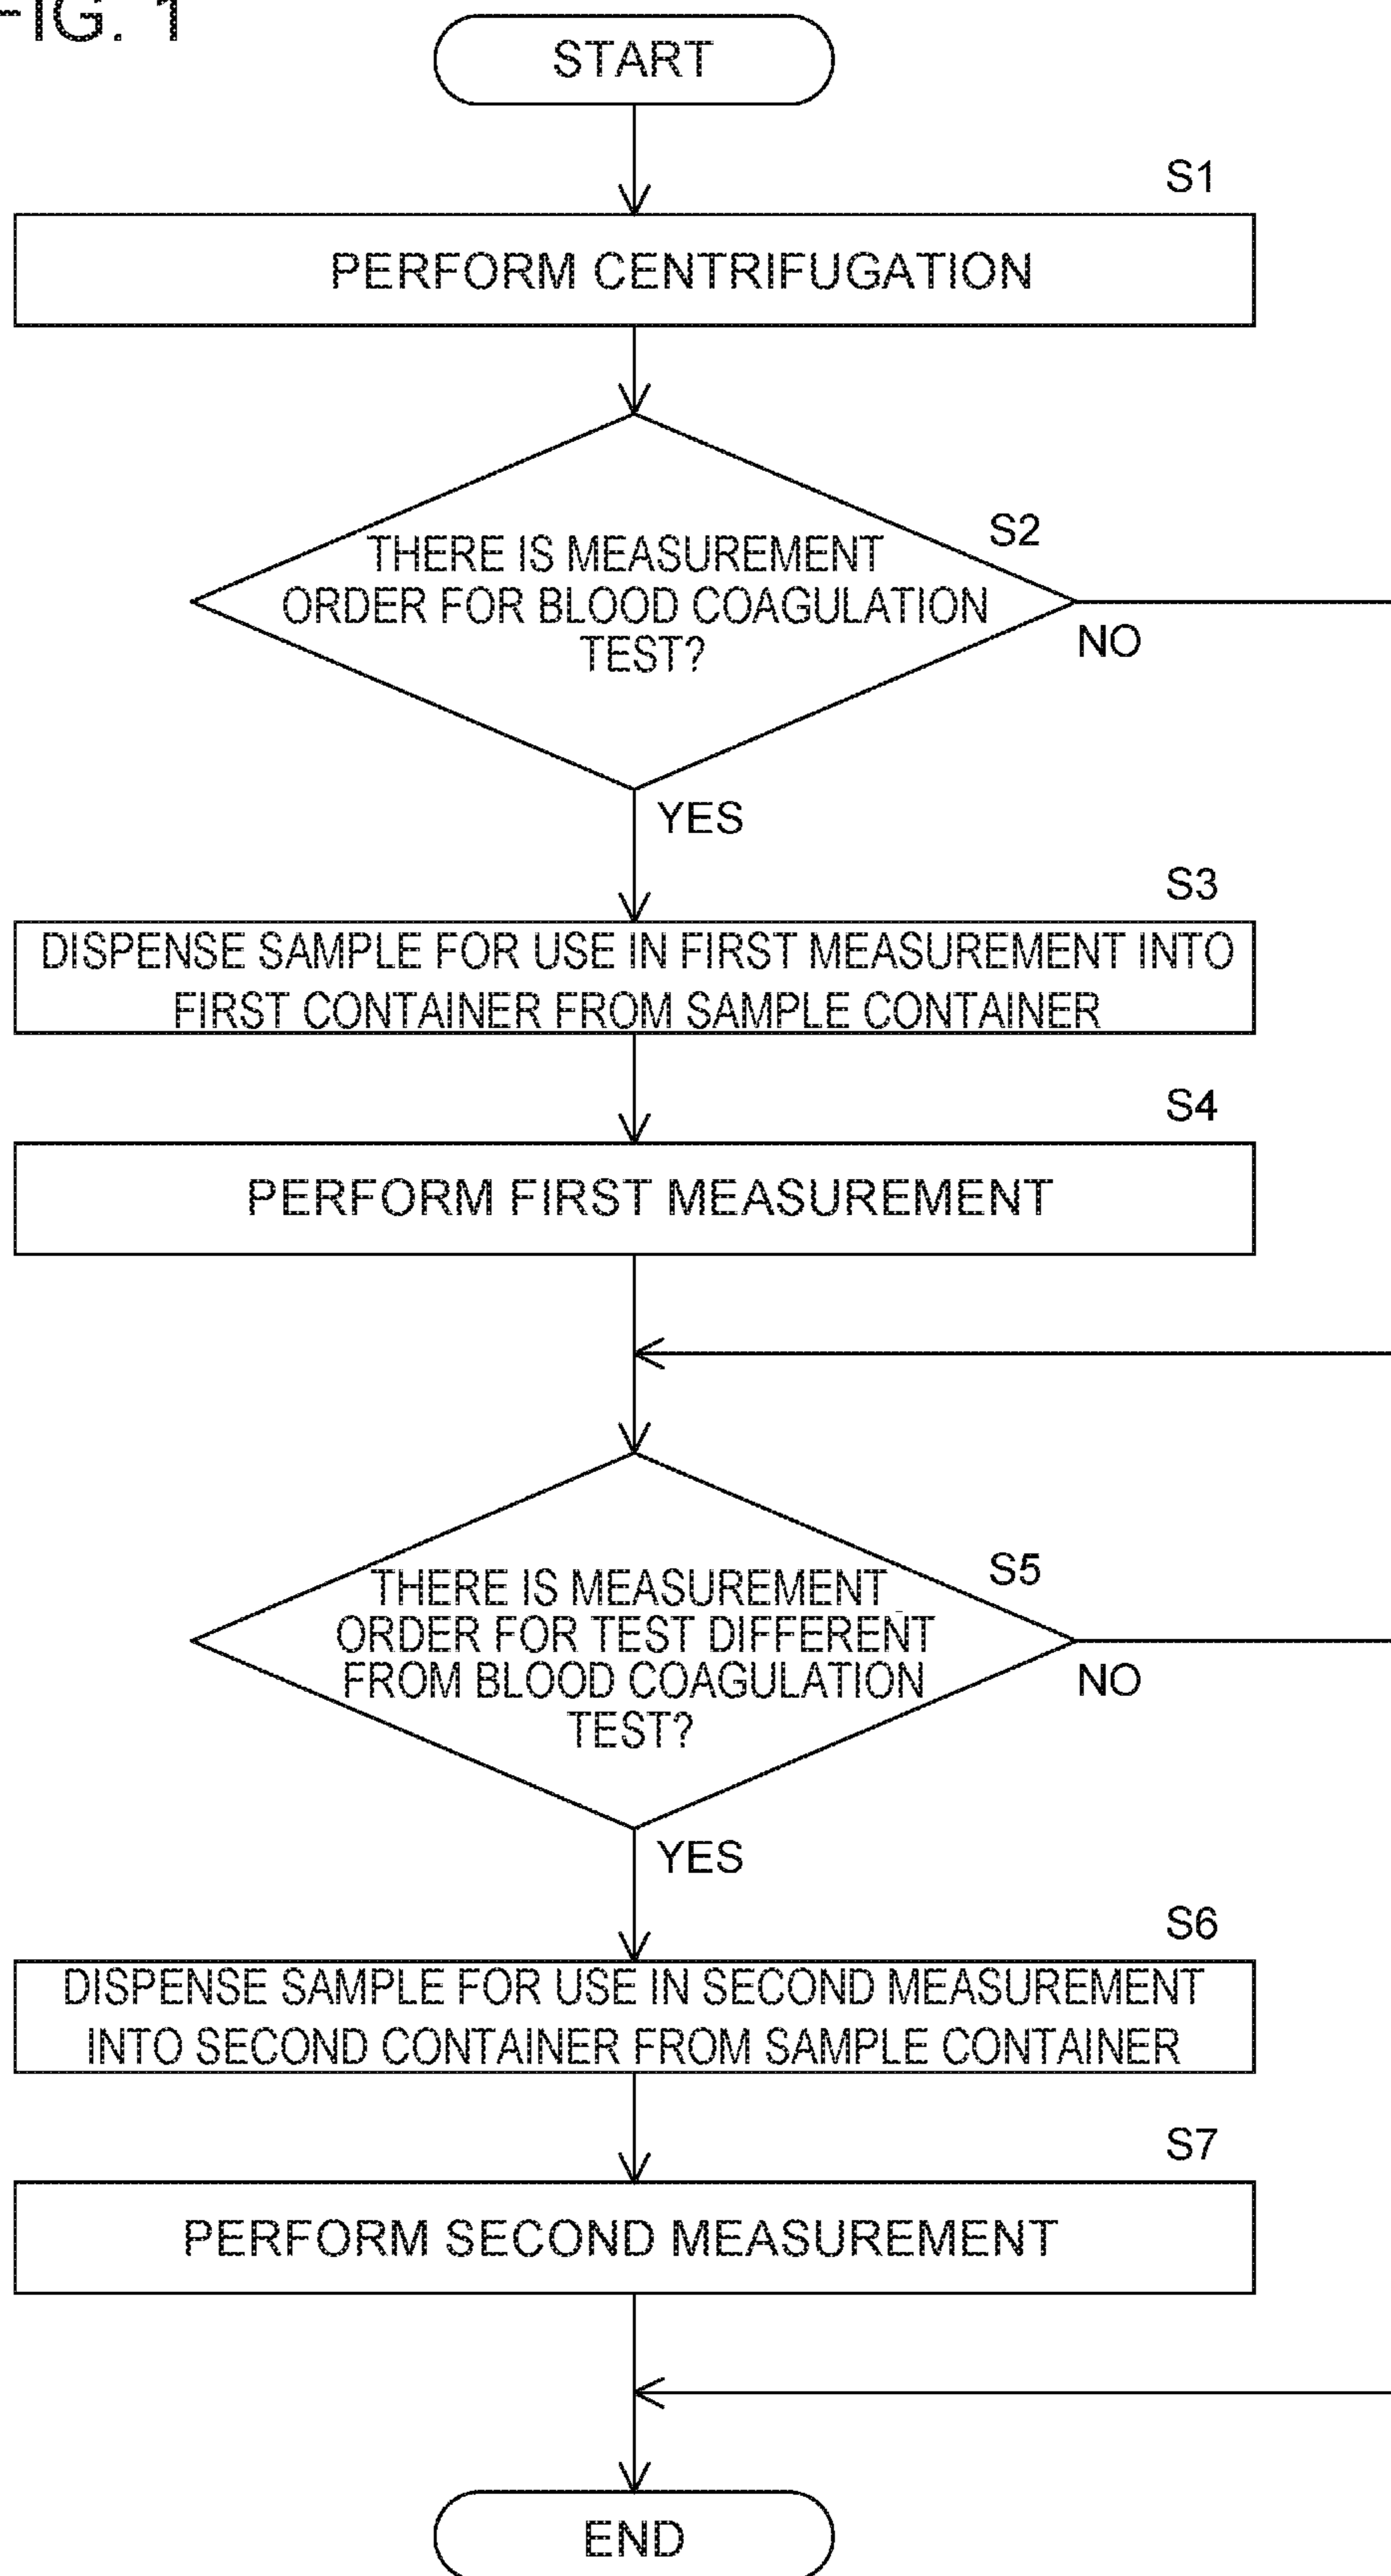 FIG. 1
START
S1
PERFORM CENTRIFUGATION
S2
THERE IS MEASUREMENT
ORDER FOR BLOOD COAGULATION
TEST?
NO
YES
S3
DISPENSE SAMPLE FOR USE IN FIRST MEASUREMENT INTO
FIRST CONTAINER FROM SAMPLE CONTAINER
S4
PERFORM FIRST MEASUREMENT
S5
THERE IS MEASUREMENT
ORDER FOR TEST DIFFERENT
FROM BLOOD COAGULATION
TEST?
NO
YES
S6
DISPENSE SAMPLE FOR USE IN SECOND MEASUREMENT
INTO SECOND CONTAINER FROM SAMPLE CONTAINER
S7
PERFORM SECOND MEASUREMENT
END